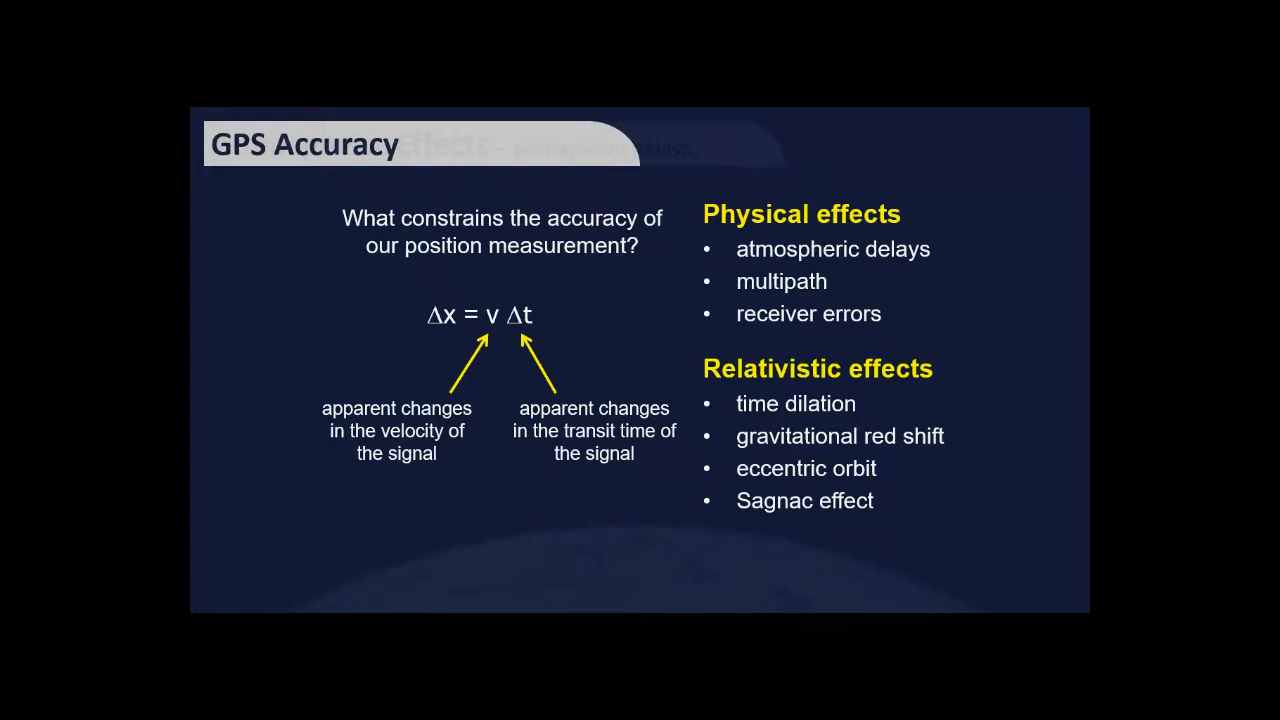 GPS Accuracy
Effects
What constrains the accuracy of
our position measurement?
Δx = v Δt
apparent changes
in the velocity of
the signal
apparent changes
in the transit time of
the signal
Physical effects
• atmospheric delays
• multipath
• receiver errors
Relativistic effects
• time dilation
• gravitational red shift
• eccentric orbit
• Sagnac effect